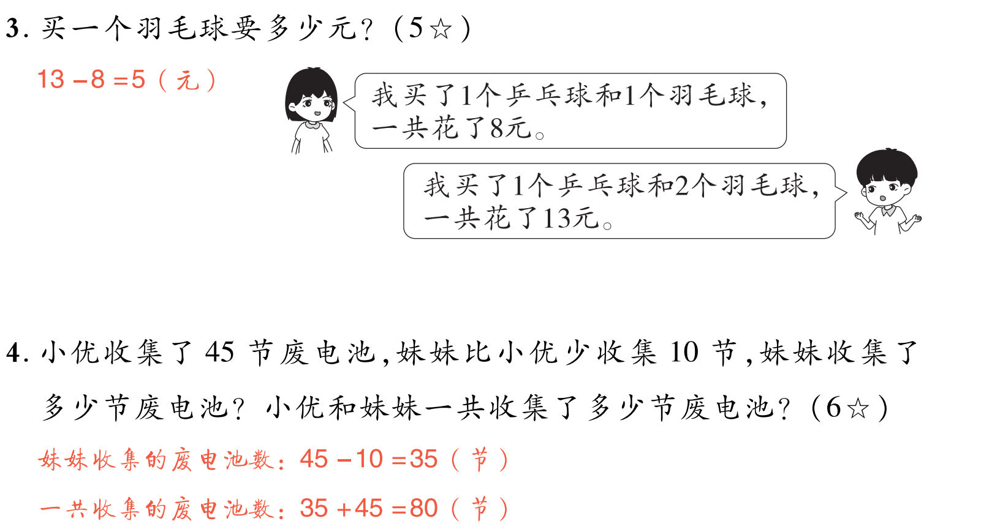 3. 买一个羽毛球要多少元?(5☆)
13-8=5(元)
我买了1个乒乓球和1个羽毛球,
一共花了8元。
我买了1个乒乓球和2个羽毛球,
一共花了13元。
4. 小优收集了 45 节废电池,妹妹比小优少收集 10 节,妹妹收集了
多少节废电池? 小优和妹妹一共收集了多少节废电池?(6☆)
妹妹收集的废电池数:45-10=35(节)
一共收集的废电池数:35+45=80(节)